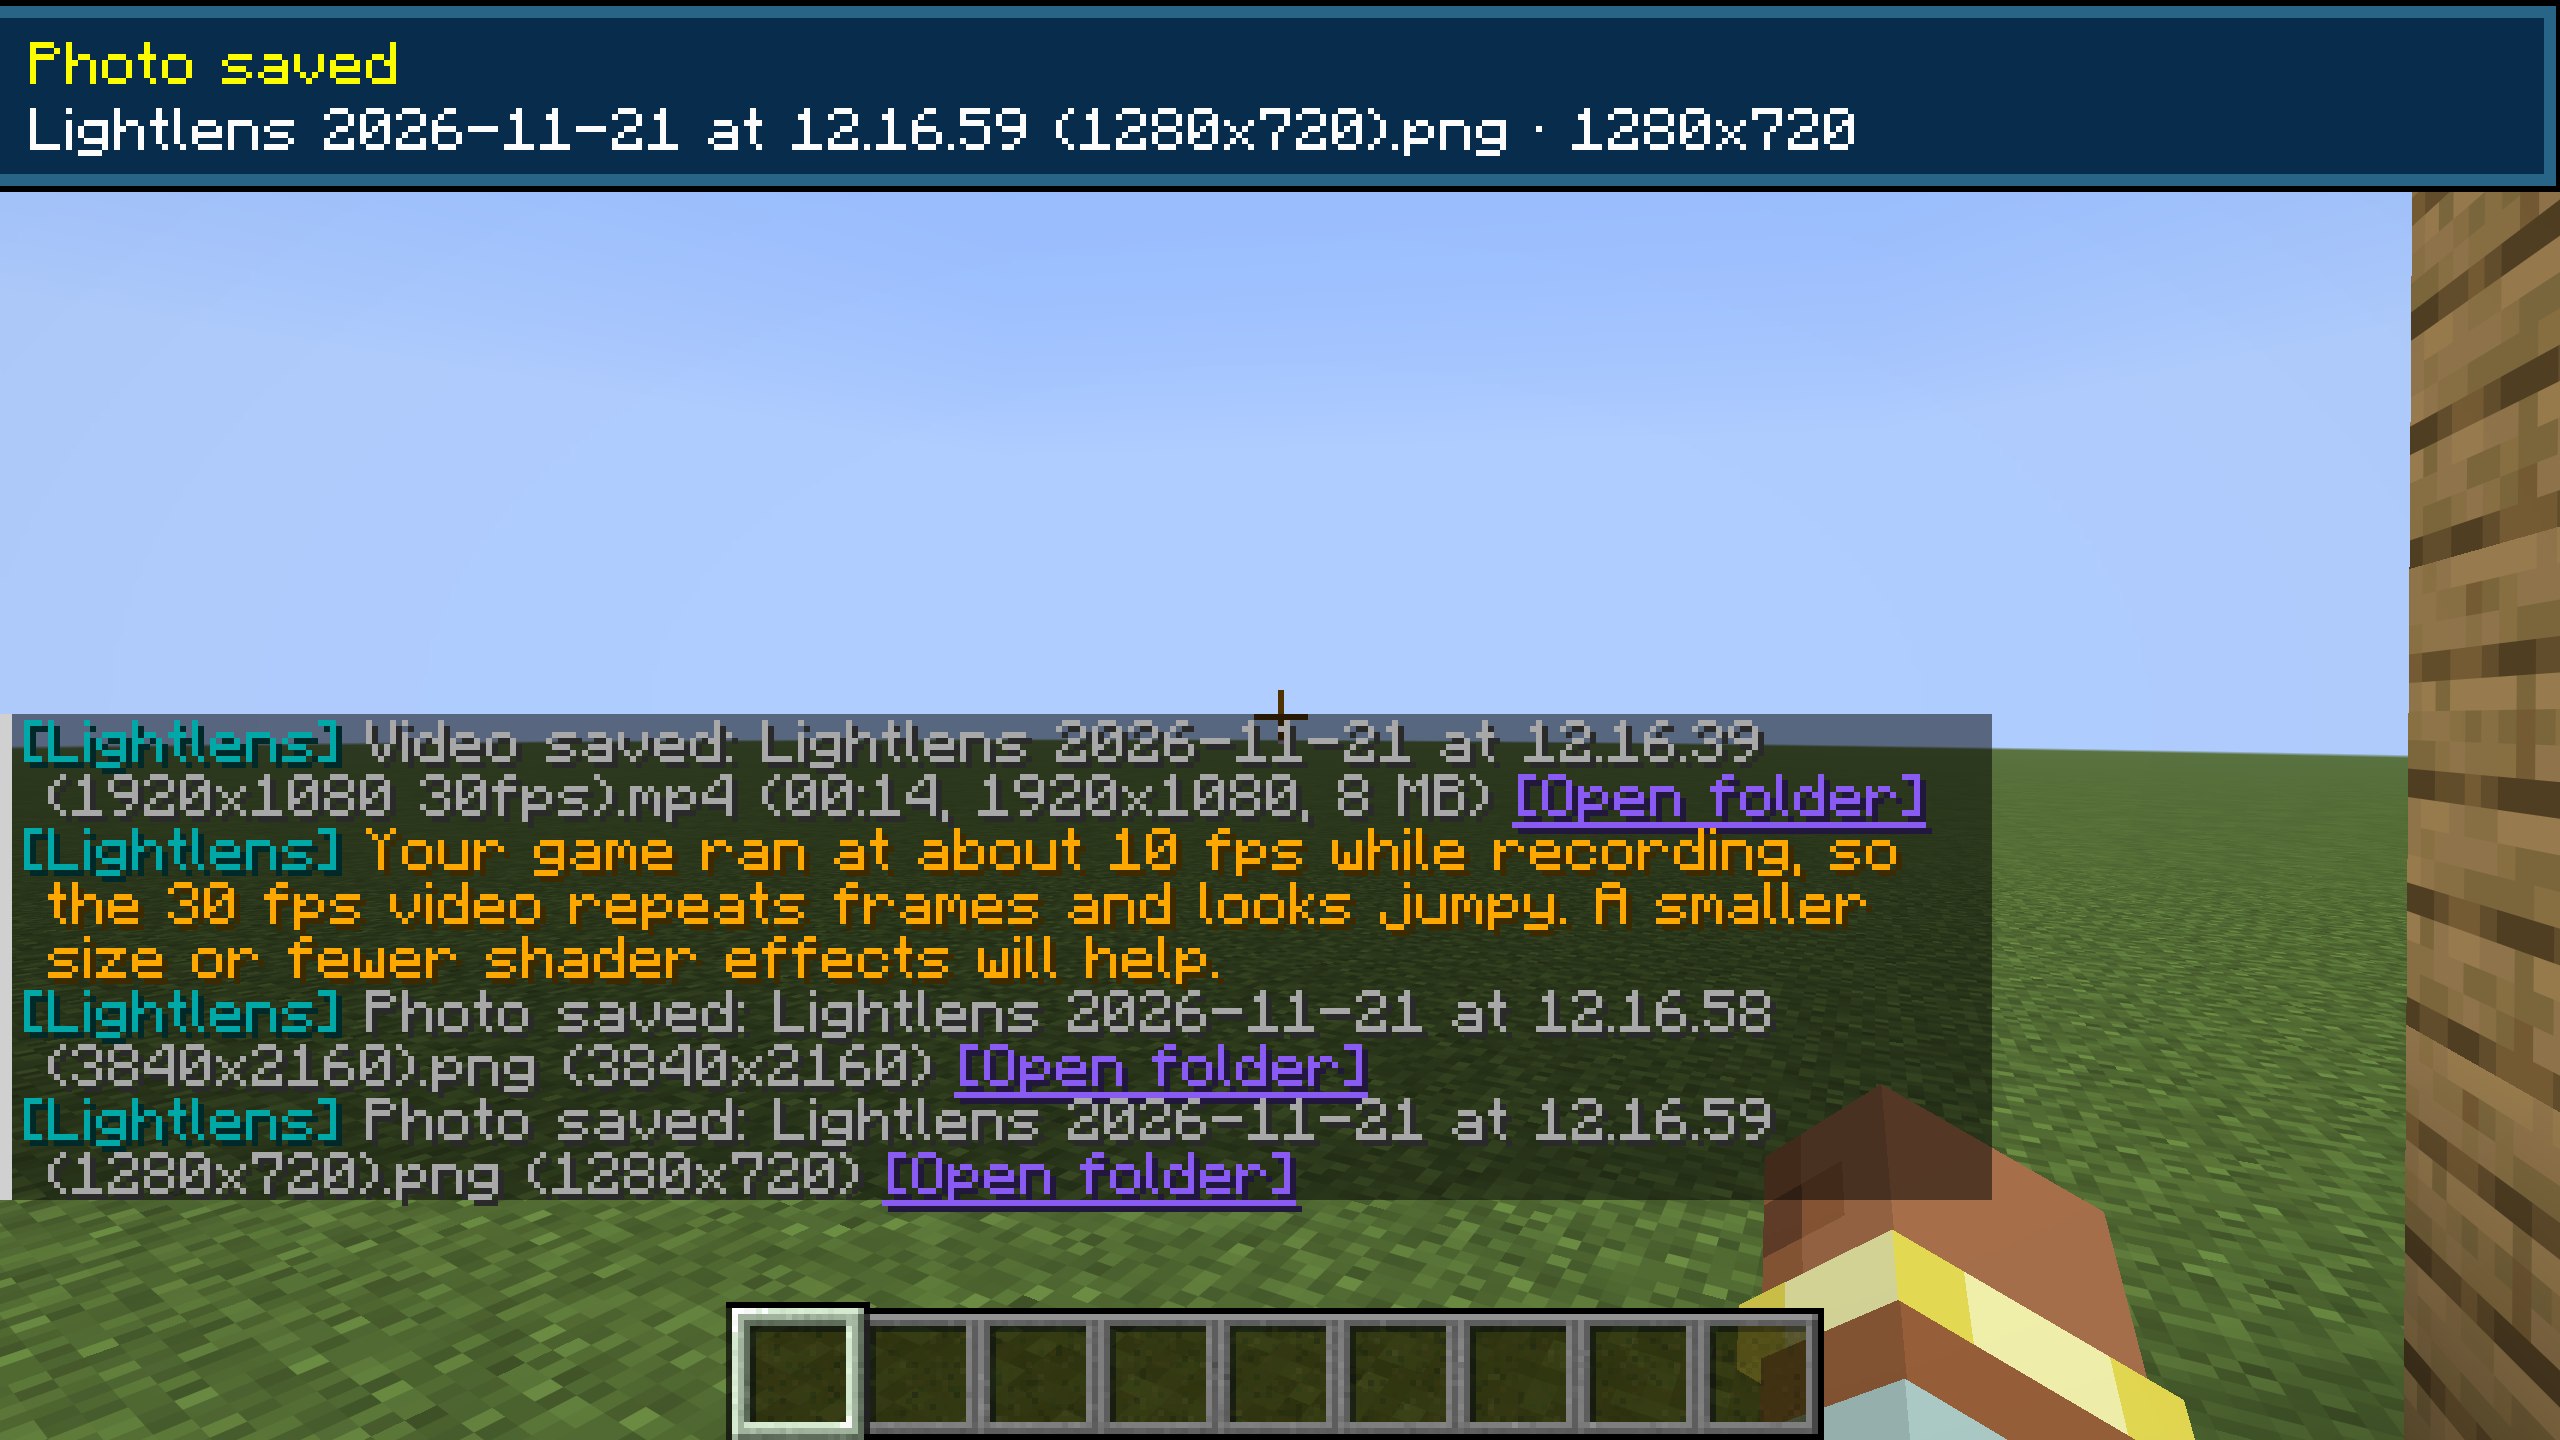 Photo saved
Lightlens 2026-11-21 at 12.16.59 (1280x720).png · 1280x720
[Lightlens] Video saved: Lightlens 2026-11-21 at 12.16.39
(1920x1080 30fps).mp4 (00:14, 1920x1080, 8 MB) [Open folder]
[Lightlens] Your game ran at about 10 fps while recording, so
the 30 fps video repeats frames and looks jumpy. A smaller
size or fewer shader effects will help.
[Lightlens] Photo saved: Lightlens 2026-11-21 at 12.16.58
(3840x2160).png (3840x2160) [Open folder]
[Lightlens] Photo saved: Lightlens 2026-11-21 at 12.16.59
(1280x720).png (1280x720) [Open folder]